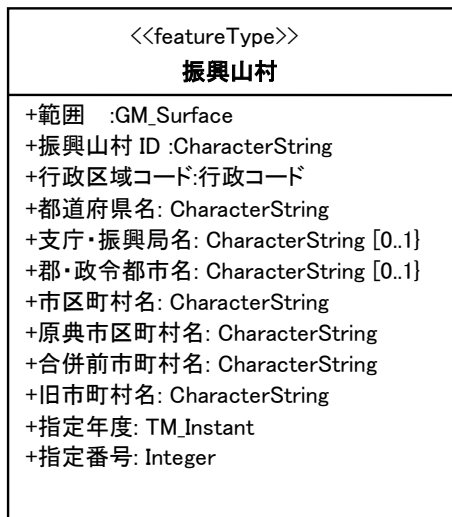 <<featureType>>
振興山村
+範囲 :GM_Surface
+振興山村 ID :CharacterString
+行政区域コード:行政コード
+都道府県名: CharacterString
+支庁・振興局名: CharacterString [0..1}
+郡・政令都市名: CharacterString [0..1}
+市区町村名: CharacterString
+原典市区町村名: CharacterString
+合併前市町村名: CharacterString
+旧市町村名: CharacterString
+指定年度: TM_Instant
+指定番号: Integer